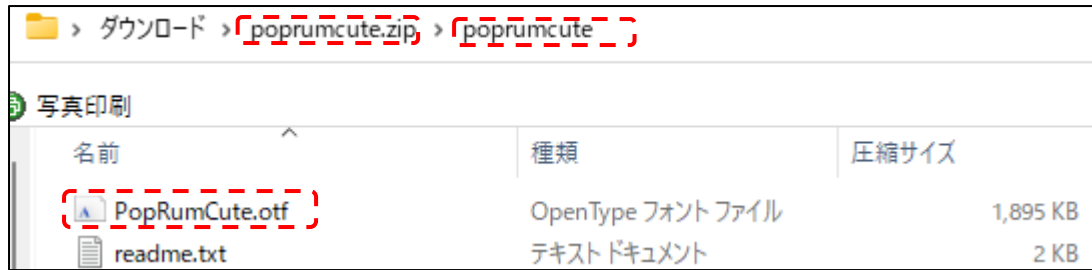 › ダウンロード › poprumcute.zip › poprumcute
写真印刷
名前 種類 圧縮サイズ
PopRumCute.otf OpenType フォント ファイル 1,895 KB
readme.txt テキスト ドキュメント 2 KB